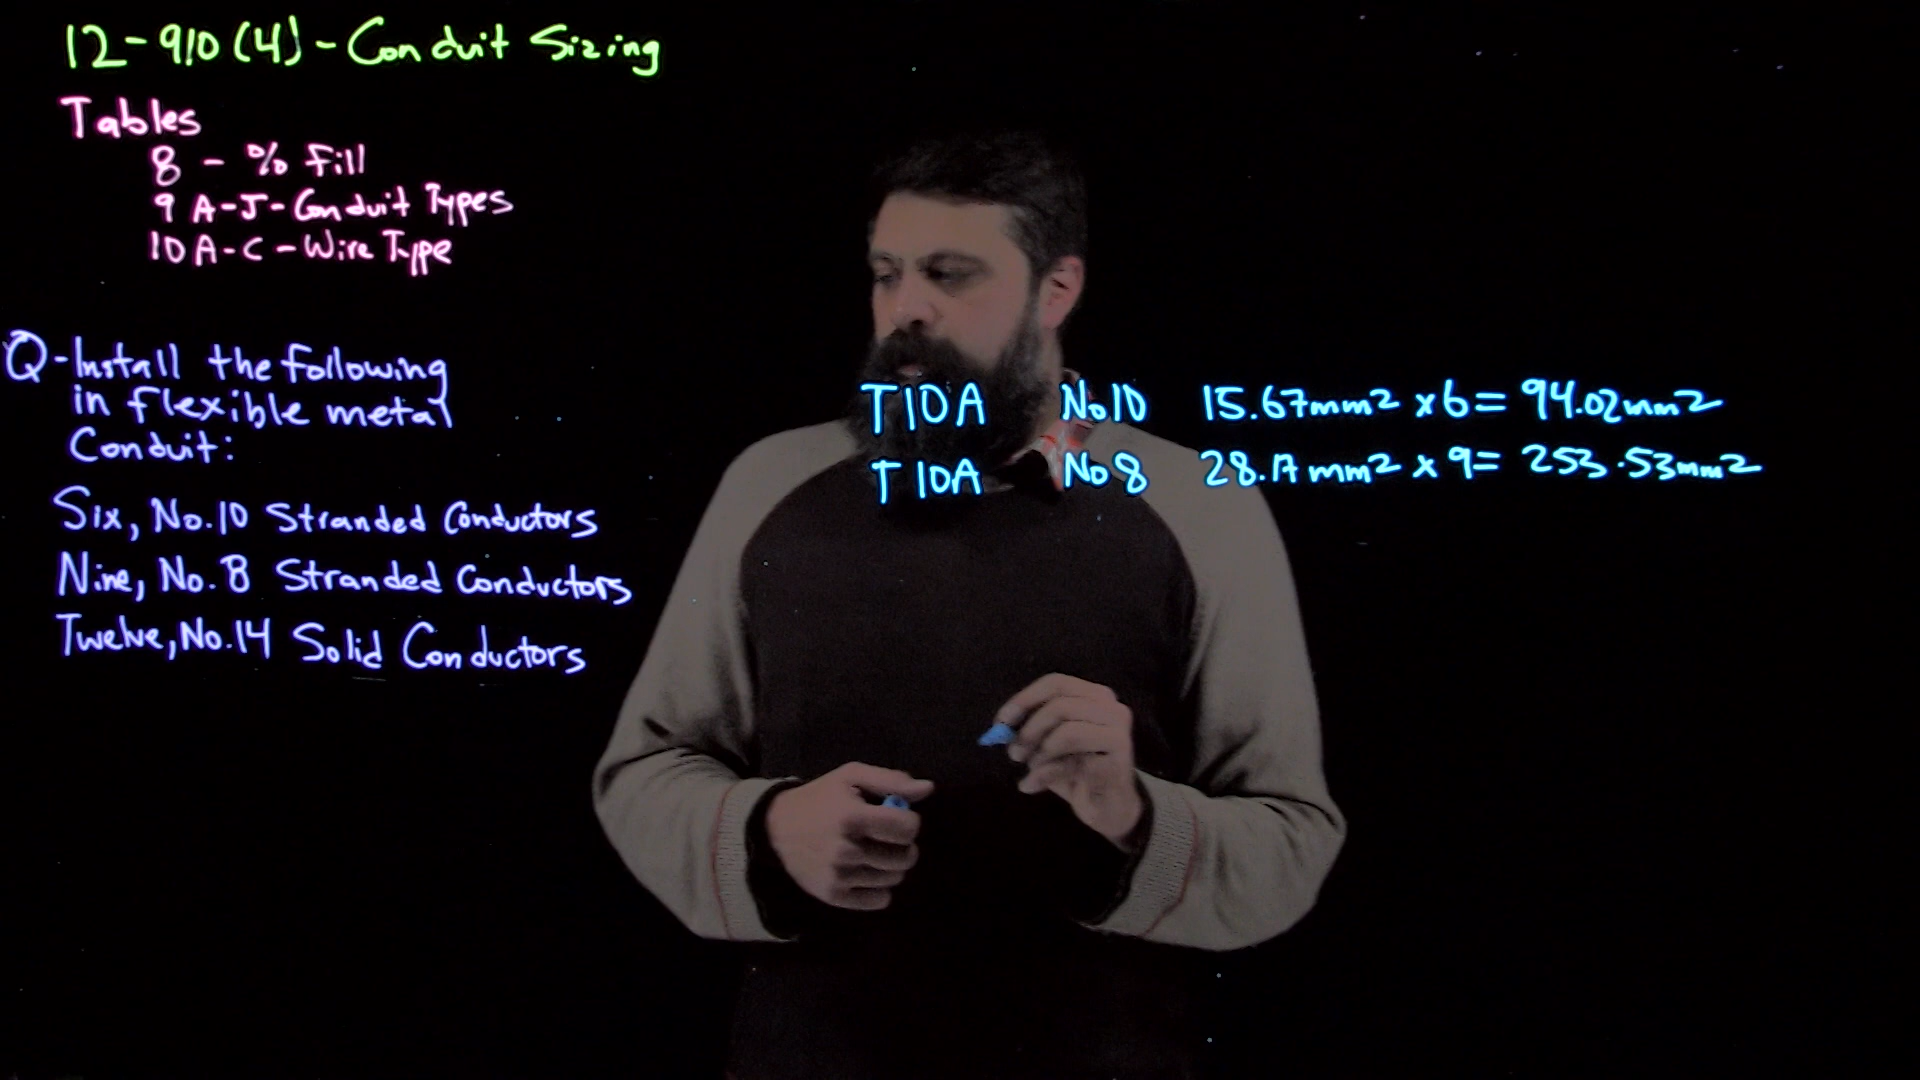 12-910(4) - Conduit Sizing
Tables
8 - % Fill
9 A-J - Conduit Types
10 A-C - Wire Type
Q - Install the following
in flexible metal
Conduit:
Six, No.10 Stranded Conductors
Nine, No. 8 Stranded Conductors
Twelve, No.14 Solid Conductors
T10A No10 15.67mm2 x6= 94.02mm2
T10A No8 28.17mm2 x 9= 253.53mm2